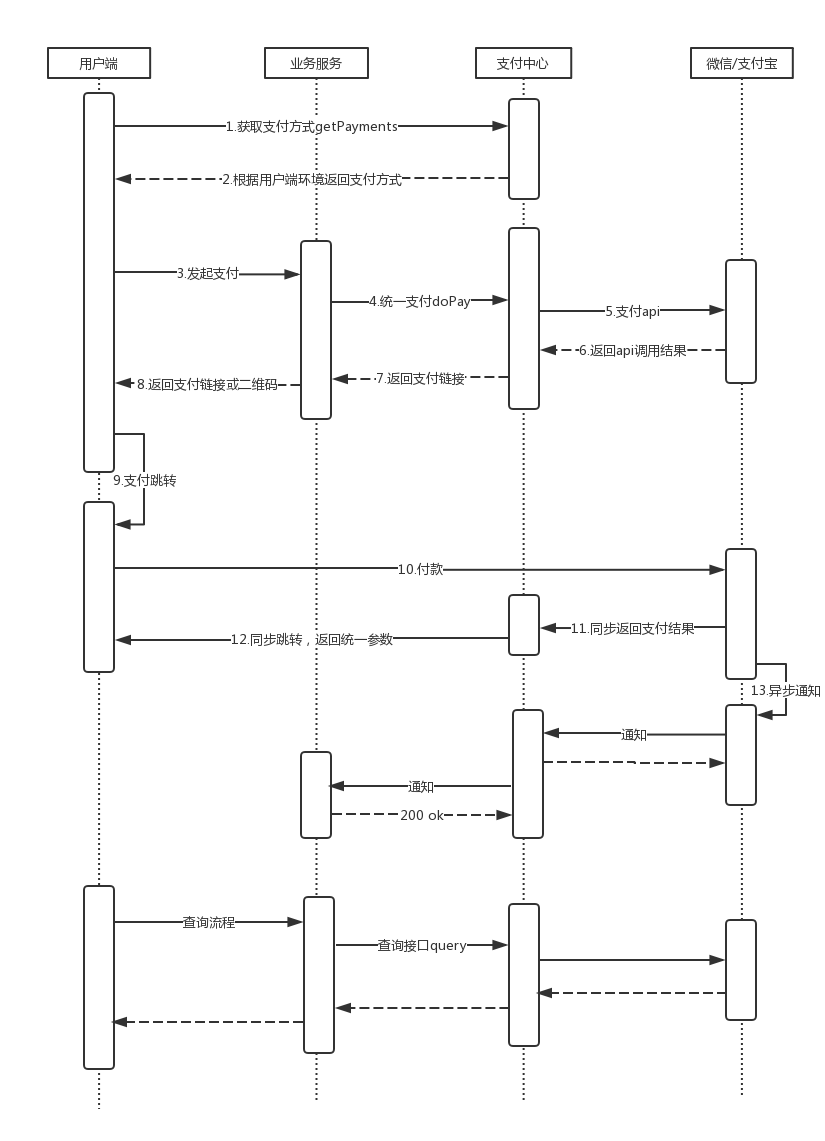 用户端
业务服务
支付中心
微信/支付宝
1.获取支付方式getPayments
2.根据用户端环境返回支付方式
3.发起支付
4.统一支付doPay
5.支付api
6.返回api调用结果
7.返回支付链接
8.返回支付链接或二维码
9.支付跳转
10.付款
11.同步返回支付结果
12.同步跳转，返回统一参数
13.异步通知
通知
通知
200 ok
查询流程
查询接口query